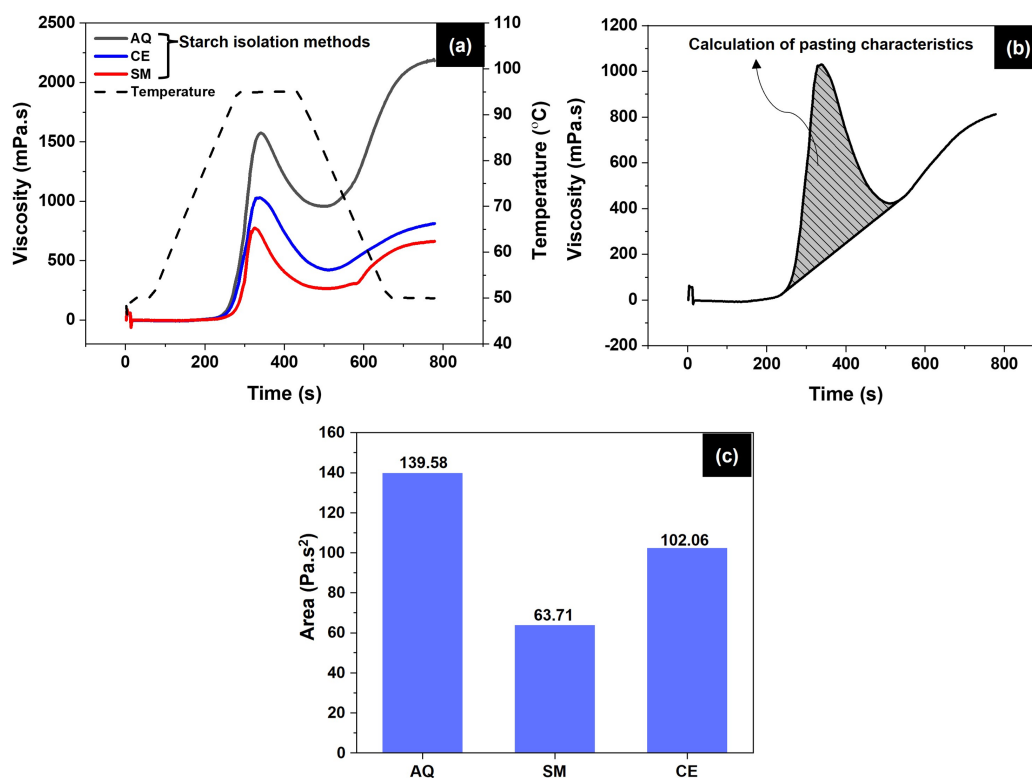 2500
2000
1500
1000
500
0
Viscosity (mPa.s)
AQ
CE
SM
Starch isolation methods
Temperature
(a)
110
100
90
80
70
60
50
40
Temperature (°C)
0 200 400 600 800
Time (s)
1200
1000
800
600
400
200
0
-200
Viscosity (mPa.s)
Calculation of pasting characteristics
(b)
0 200 400 600 800
Time (s)
160
140
120
100
80
60
40
20
0
Area (Pa.s²)
(c)
139.58
63.71
102.06
AQ SM CE